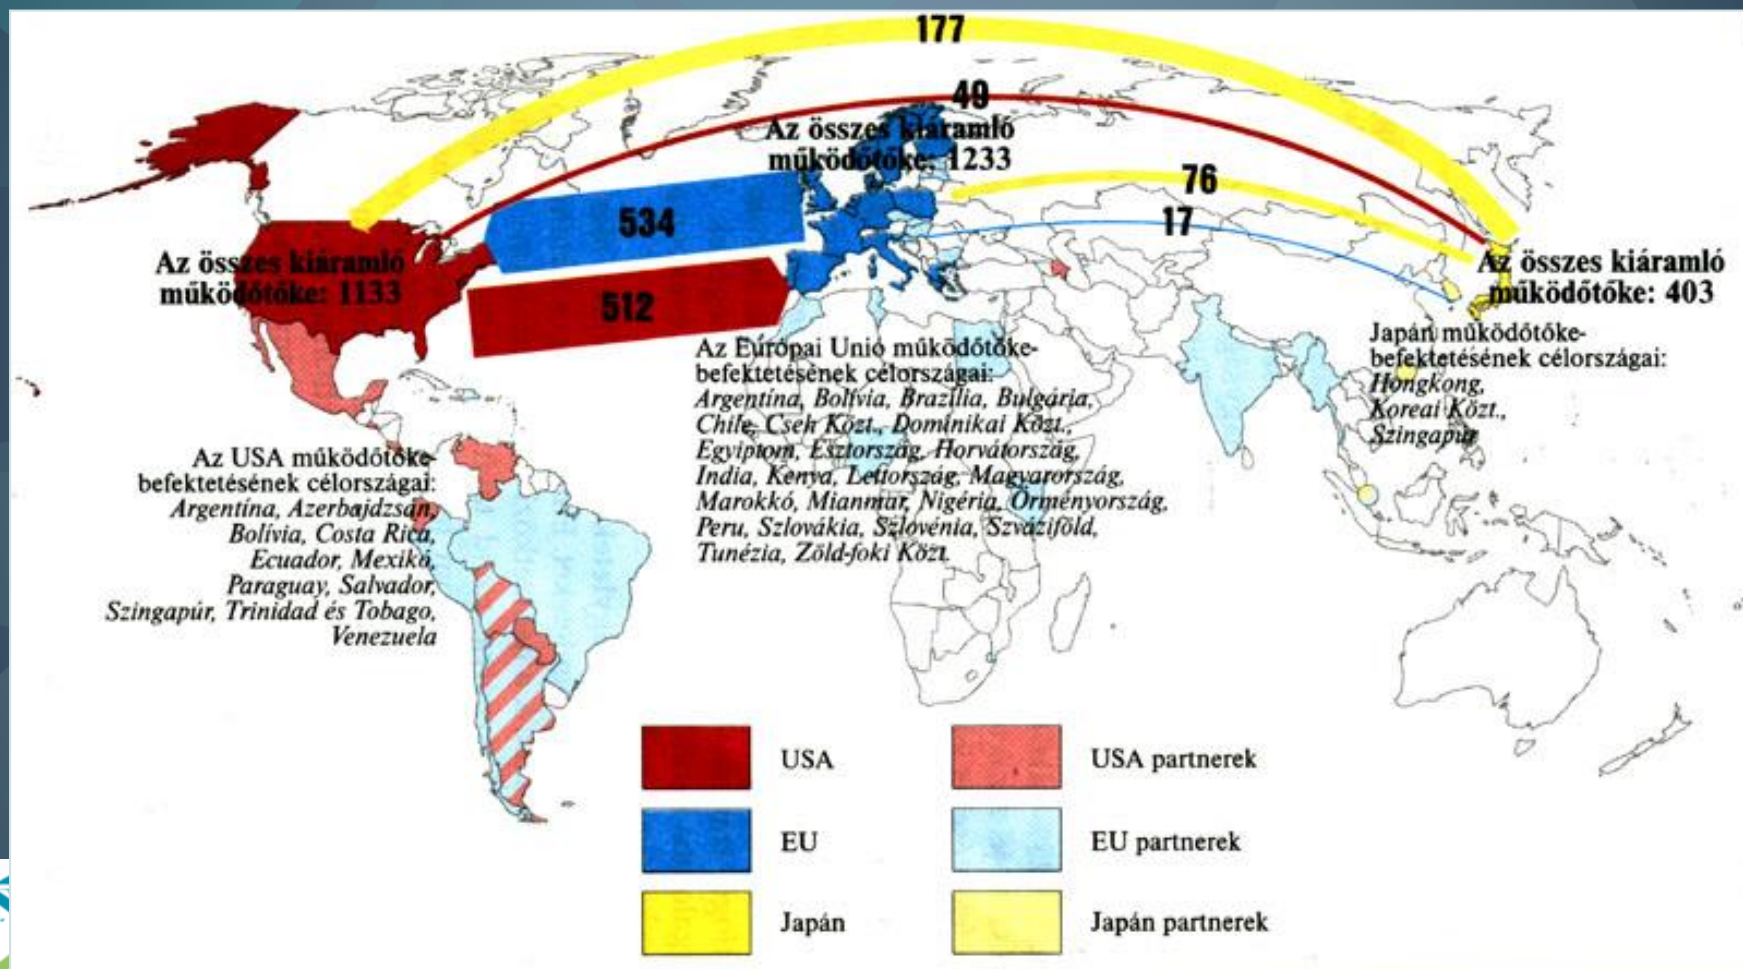 177
49
Az összes kiáramló
működőtőke: 1233
76
534
17
Az összes kiáramló
működőtőke: 1133
Az összes kiáramló
működőtőke: 403
512
Az Európai Unió működőtőke-
befektetésének célországai:
Argentína, Bolívia, Brazília, Bulgária,
Chile, Cseh Közt., Dominikai Közt.,
Egyiptom, Észtország, Horvátország,
India, Kenya, Lettország, Magyarország,
Marokkó, Mianmar, Nigéria, Örményország,
Peru, Szlovákia, Szlovénia, Szváziföld,
Tunézia, Zöld-foki Közt.
Japán működőtőke-
befektetésének célországai:
Hongkong,
Koreai Közt.,
Szingapúr
Az USA működőtőke-
befektetésének célországai:
Argentína, Azerbajdzsán,
Bolívia, Costa Rica,
Ecuador, Mexikó,
Paraguay, Salvador,
Szingapúr, Trinidad és Tobago,
Venezuela
USA
USA partnerek
EU
EU partnerek
Japán
Japán partnerek